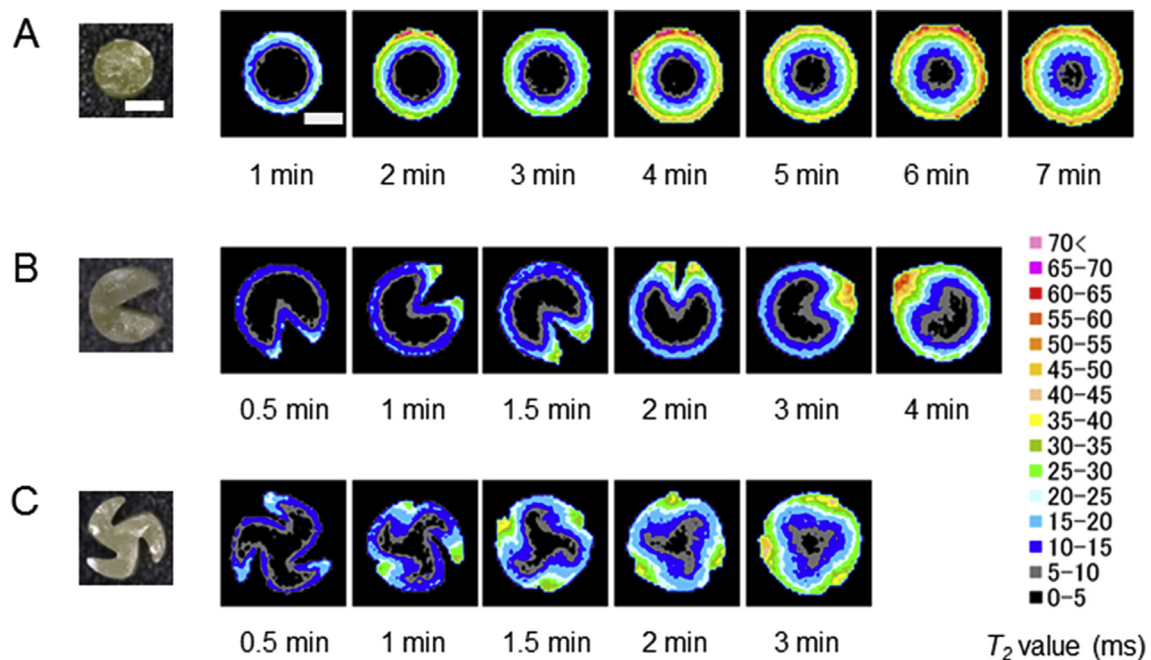 A
1 min 2 min 3 min 4 min 5 min 6 min 7 min
B
0.5 min 1 min 1.5 min 2 min 3 min 4 min
C
0.5 min 1 min 1.5 min 2 min 3 min
70<
65-70
60-65
55-60
50-55
45-50
40-45
35-40
30-35
25-30
20-25
15-20
10-15
5-10
0-5
T2 value (ms)